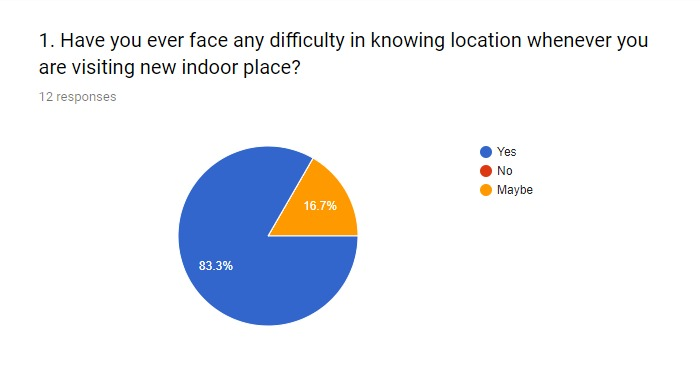 1. Have you ever face any difficulty in knowing location whenever you
are visiting new indoor place?
12 responses
Yes
No
Maybe
16.7%
83.3%